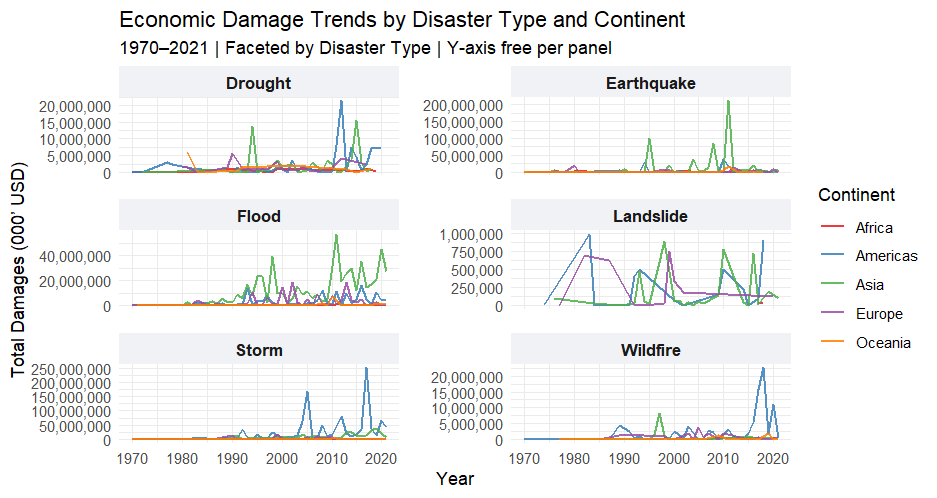 Economic Damage Trends by Disaster Type and Continent
1970–2021 | Faceted by Disaster Type | Y-axis free per panel
Total Damages (000' USD)
Drought
20,000,000
15,000,000
10,000,000
5,000,000
0
Earthquake
200,000,000
150,000,000
100,000,000
50,000,000
0
Flood
40,000,000
20,000,000
0
Landslide
1,000,000
750,000
500,000
250,000
0
Storm
250,000,000
200,000,000
150,000,000
100,000,000
50,000,000
0
1970 1980 1990 2000 2010 2020
Wildfire
20,000,000
15,000,000
10,000,000
5,000,000
0
1970 1980 1990 2000 2010 2020
Year
Continent
Africa
Americas
Asia
Europe
Oceania